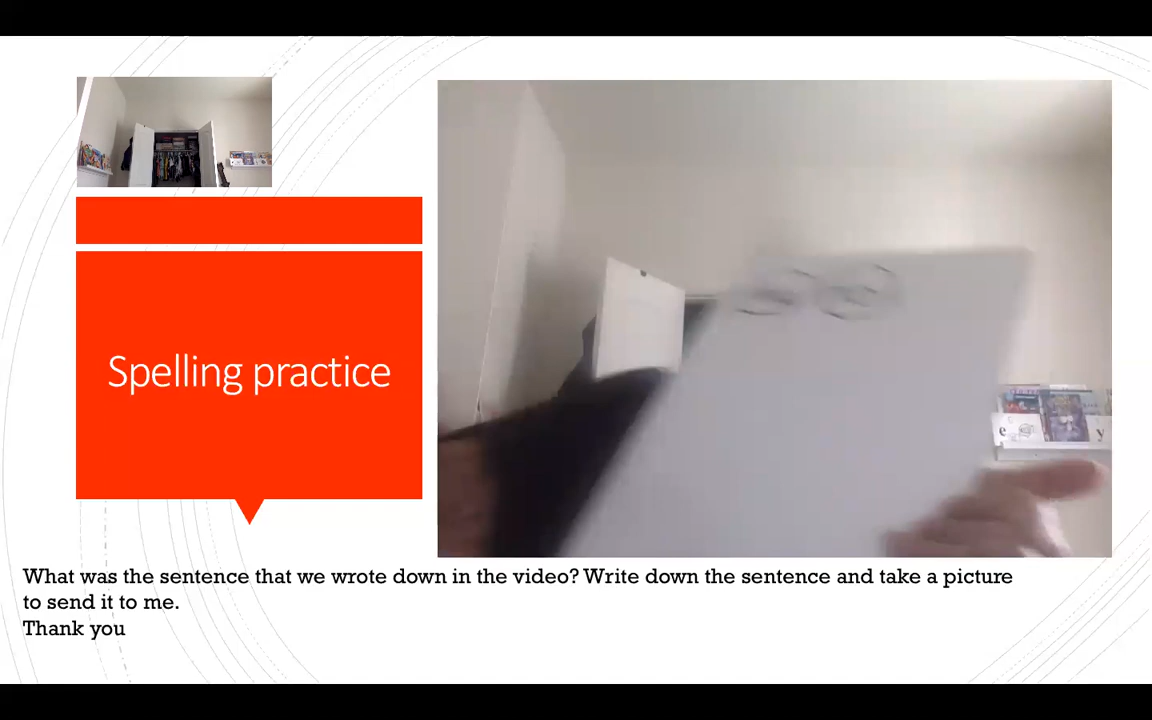 Spelling practice
e
y
What was the sentence that we wrote down in the video? Write down the sentence and take a picture
to send it to me.
Thank you